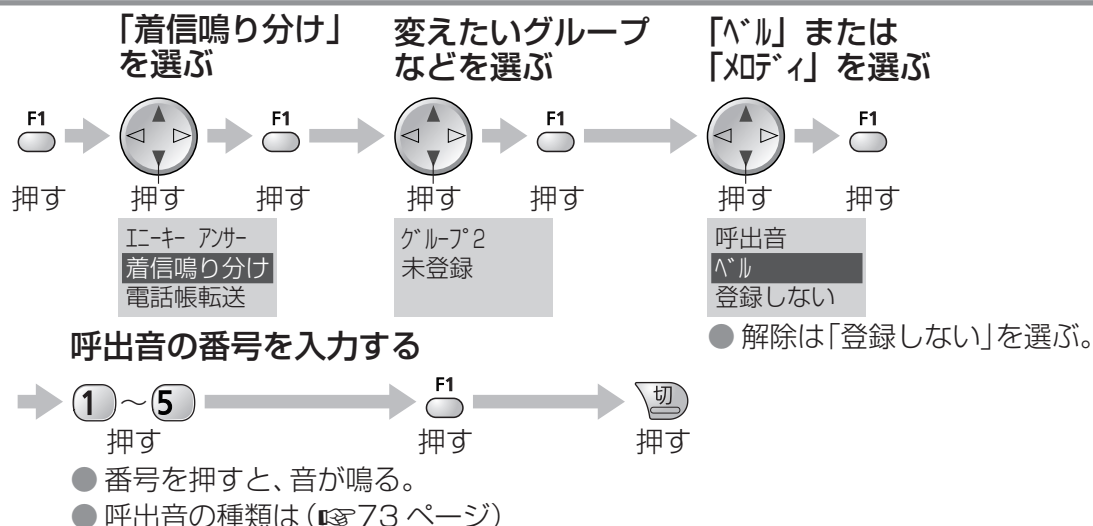 「着信鳴り分け」
を選ぶ
変えたいグループ
などを選ぶ
「ﾍﾞﾙ」または
「ﾒﾛﾃﾞｨ」を選ぶ
F1 F1 F1 F1
押す 押す 押す 押す 押す 押す 押す
ｴﾆｰｷｰ ｱﾝｻｰ
着信鳴り分け
電話帳転送
ｸﾞﾙｰﾌﾟ2
未登録
呼出音
ﾍﾞﾙ
登録しない
●解除は「登録しない」を選ぶ。
呼出音の番号を入力する
1～5 F1 切
押す 押す 押す
●番号を押すと、音が鳴る。
●呼出音の種類は（☞73 ページ）